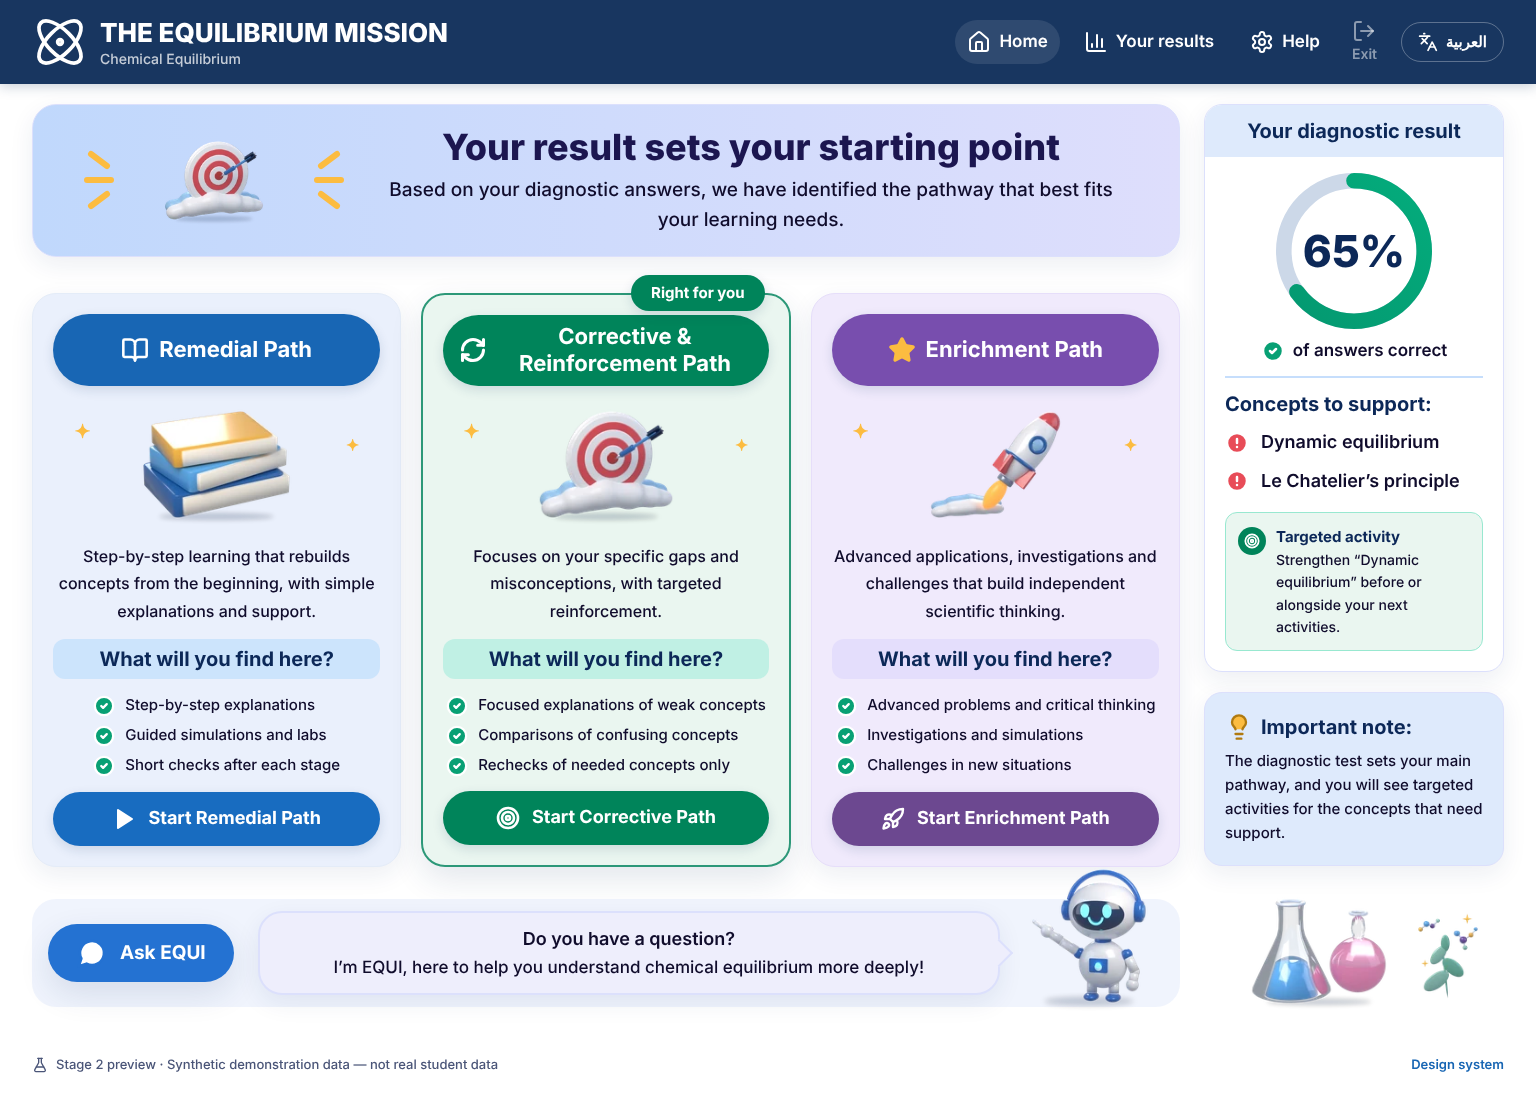 THE EQUILIBRIUM MISSION
Chemical Equilibrium
Home
Your results
Help
Exit
العربية
Your result sets your starting point
Based on your diagnostic answers, we have identified the pathway that best fits
your learning needs.
Right for you
Remedial Path
Step-by-step learning that rebuilds
concepts from the beginning, with simple
explanations and support.
What will you find here?
Step-by-step explanations
Guided simulations and labs
Short checks after each stage
Start Remedial Path
Corrective &
Reinforcement Path
Focuses on your specific gaps and
misconceptions, with targeted
reinforcement.
What will you find here?
Focused explanations of weak concepts
Comparisons of confusing concepts
Rechecks of needed concepts only
Start Corrective Path
Enrichment Path
Advanced applications, investigations and
challenges that build independent
scientific thinking.
What will you find here?
Advanced problems and critical thinking
Investigations and simulations
Challenges in new situations
Start Enrichment Path
Your diagnostic result
65%
of answers correct
Concepts to support:
Dynamic equilibrium
Le Chatelier’s principle
Targeted activity
Strengthen “Dynamic
equilibrium” before or
alongside your next
activities.
Important note:
The diagnostic test sets your main
pathway, and you will see targeted
activities for the concepts that need
support.
Ask EQUI
Do you have a question?
I’m EQUI, here to help you understand chemical equilibrium more deeply!
Stage 2 preview · Synthetic demonstration data — not real student data
Design system